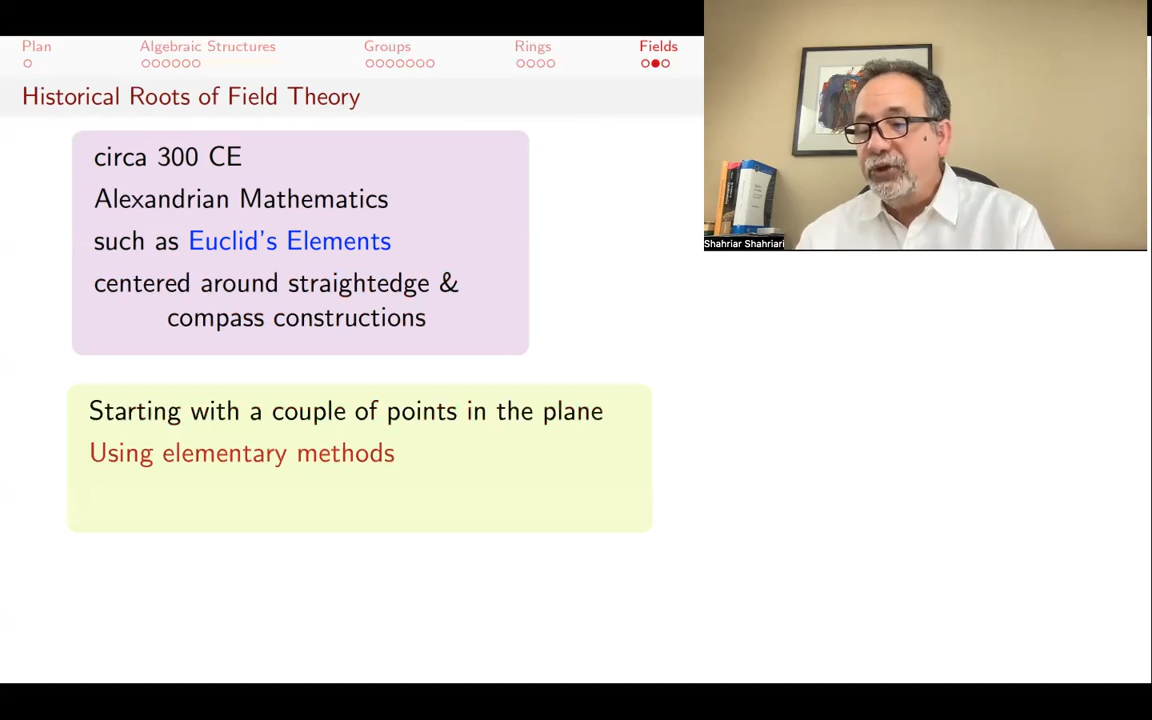 Plan Algebraic Structures Groups Rings Fields
Historical Roots of Field Theory
circa 300 CE
Alexandrian Mathematics
such as Euclid's Elements
centered around straightedge &
compass constructions
Starting with a couple of points in the plane
Using elementary methods
Shahriar Shahriari